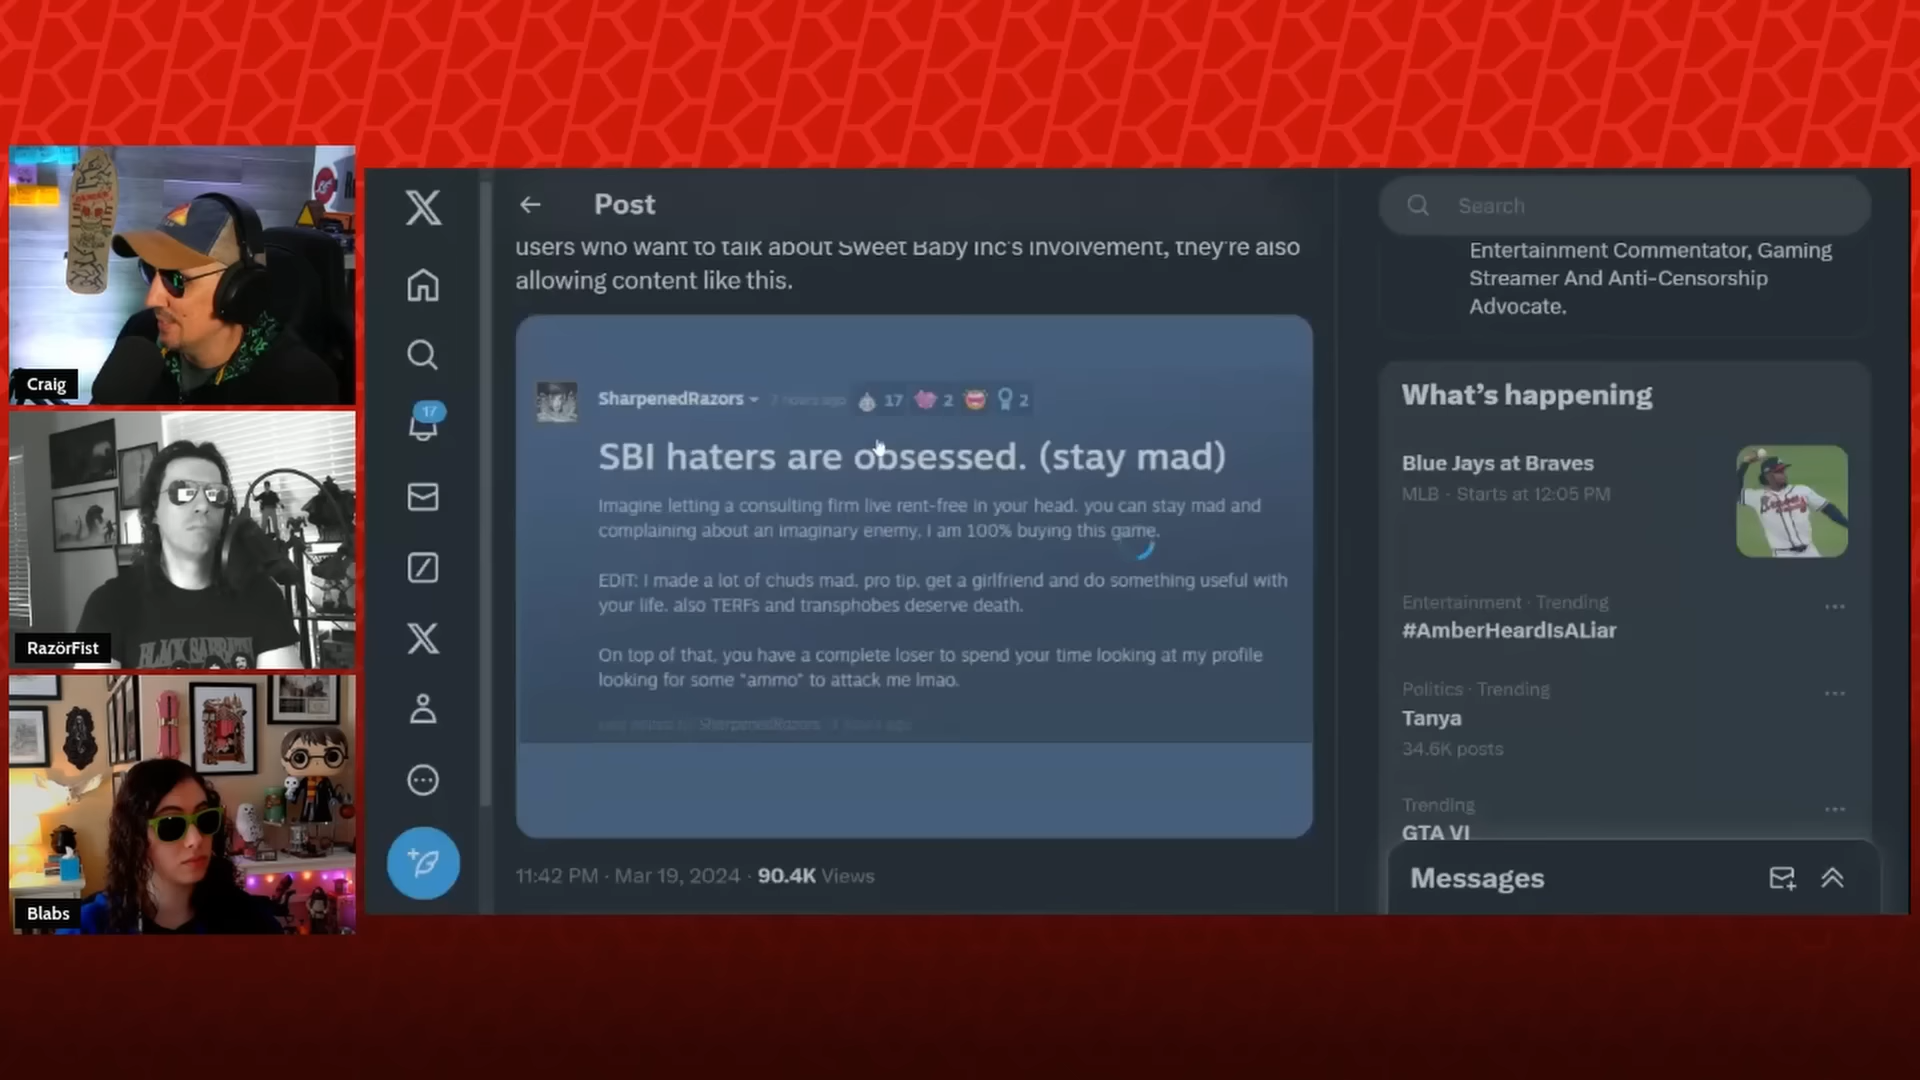 Craig
RazörFist
BLACK SABBATH
Blabs
Post
users who want to talk about Sweet Baby Inc's involvement, they're also
allowing content like this.
SharpenedRazors
7 hours ago
17
2
2
SBI haters are obsessed. (stay mad)
Imagine letting a consulting firm live rent-free in your head. you can stay mad and
complaining about an imaginary enemy, I am 100% buying this game.
EDIT: I made a lot of chuds mad. pro tip, get a girlfriend and do something useful with
your life. also TERFs and transphobes deserve death.
On top of that, you have a complete loser to spend your time looking at my profile
looking for some "ammo" to attack me lmao.
SharpenedRazors
11:42 PM · Mar 19, 2024 · 90.4K Views
17
Search
Entertainment Commentator, Gaming
Streamer And Anti-Censorship
Advocate.
What's happening
Blue Jays at Braves
MLB · Starts at 12:05 PM
Entertainment · Trending
#AmberHeardIsALiar
Politics · Trending
Tanya
34.6K posts
Trending
GTA VI
Messages